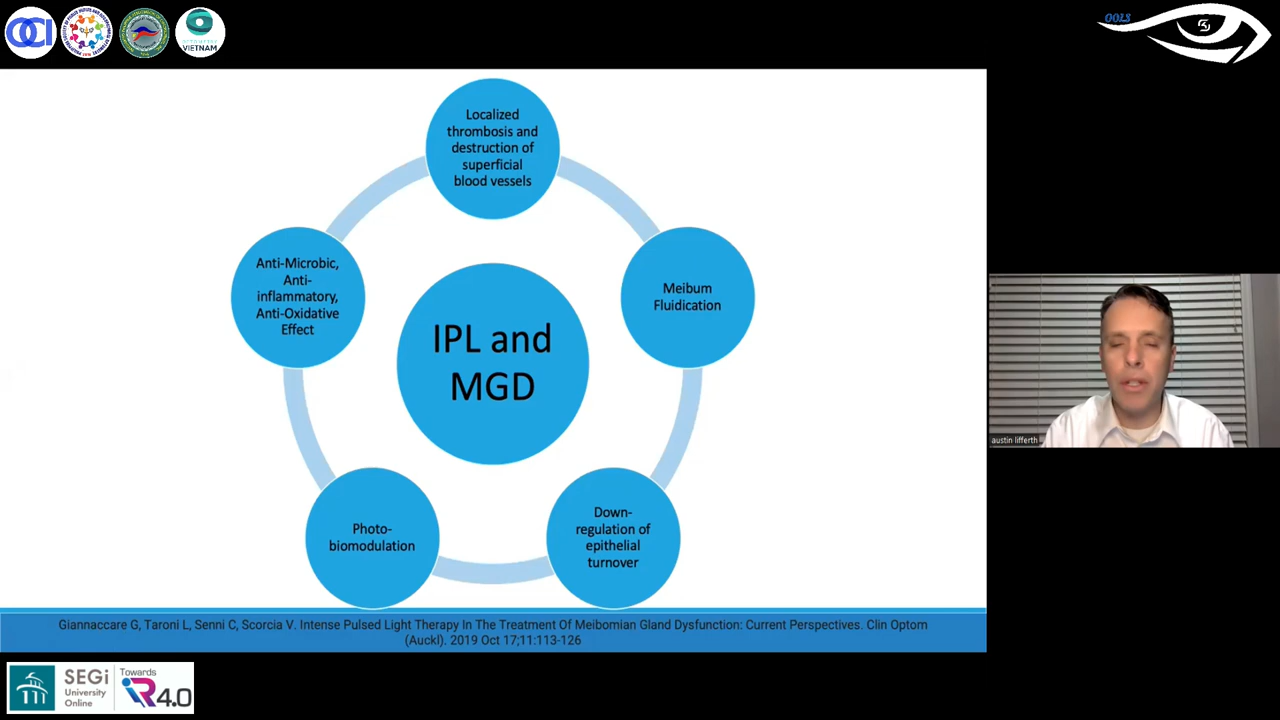 OCI
VIETNAM
OOLS
Localized
thrombosis and
destruction of
superficial
blood vessels
Anti-Microbic,
Anti-
inflammatory,
Anti-Oxidative
Effect
Meibum
Fluidication
IPL and
MGD
Photo-
biomodulation
Down-
regulation of
epithelial
turnover
austin lifferth
Giannaccare G, Taroni L, Senni C, Scorcia V. Intense Pulsed Light Therapy In The Treatment Of Meibomian Gland Dysfunction: Current Perspectives. Clin Optom
(Auckl). 2019 Oct 17;11:113-126
SEGi
University
Online
Towards
iR4.0